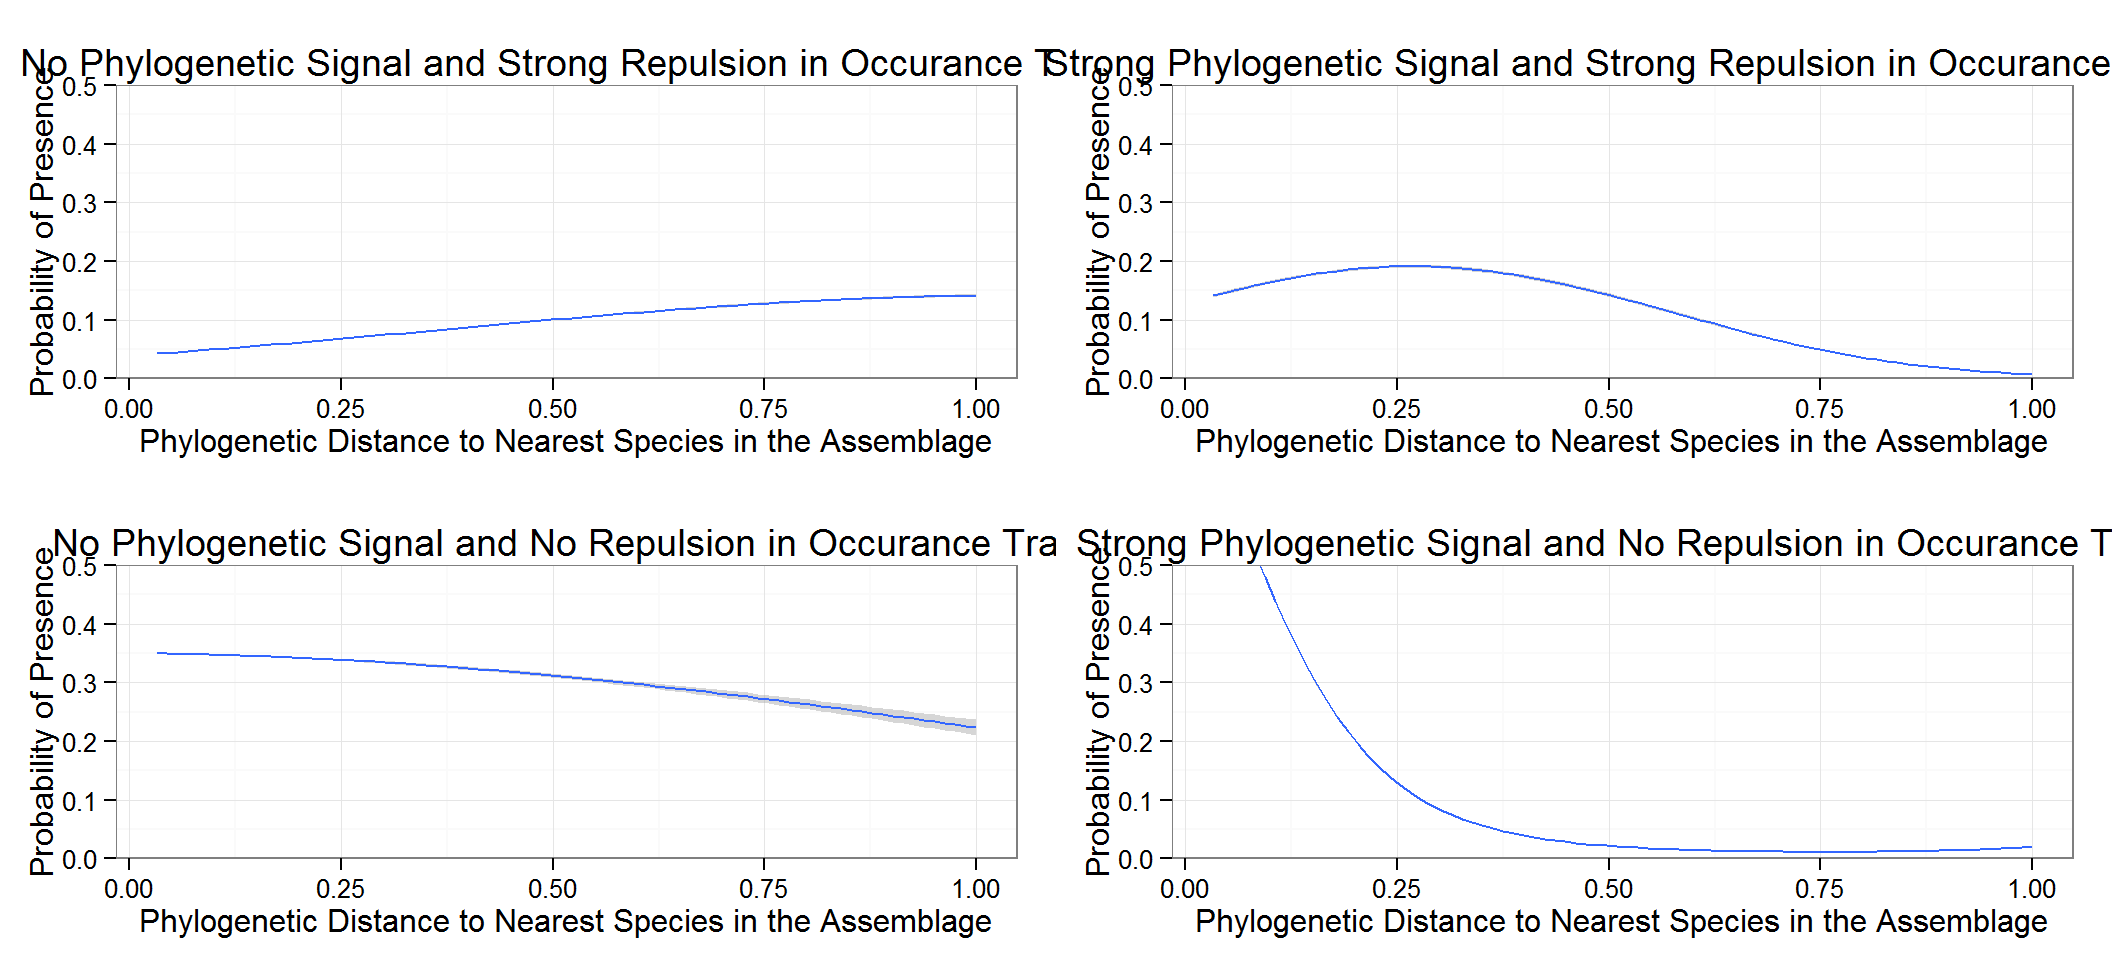 No Phylogenetic Signal and Strong Repulsion in Occurance T
Probability of Presence
0.5
0.4
0.3
0.2
0.1
0.0
0.00 0.25 0.50 0.75 1.00
Phylogenetic Distance to Nearest Species in the Assemblage
Strong Phylogenetic Signal and Strong Repulsion in Occurance
Probability of Presence
0.5
0.4
0.3
0.2
0.1
0.0
0.00 0.25 0.50 0.75 1.00
Phylogenetic Distance to Nearest Species in the Assemblage
No Phylogenetic Signal and No Repulsion in Occurance Tra
Probability of Presence
0.5
0.4
0.3
0.2
0.1
0.0
0.00 0.25 0.50 0.75 1.00
Phylogenetic Distance to Nearest Species in the Assemblage
Strong Phylogenetic Signal and No Repulsion in Occurance T
Probability of Presence
0.5
0.4
0.3
0.2
0.1
0.0
0.00 0.25 0.50 0.75 1.00
Phylogenetic Distance to Nearest Species in the Assemblage